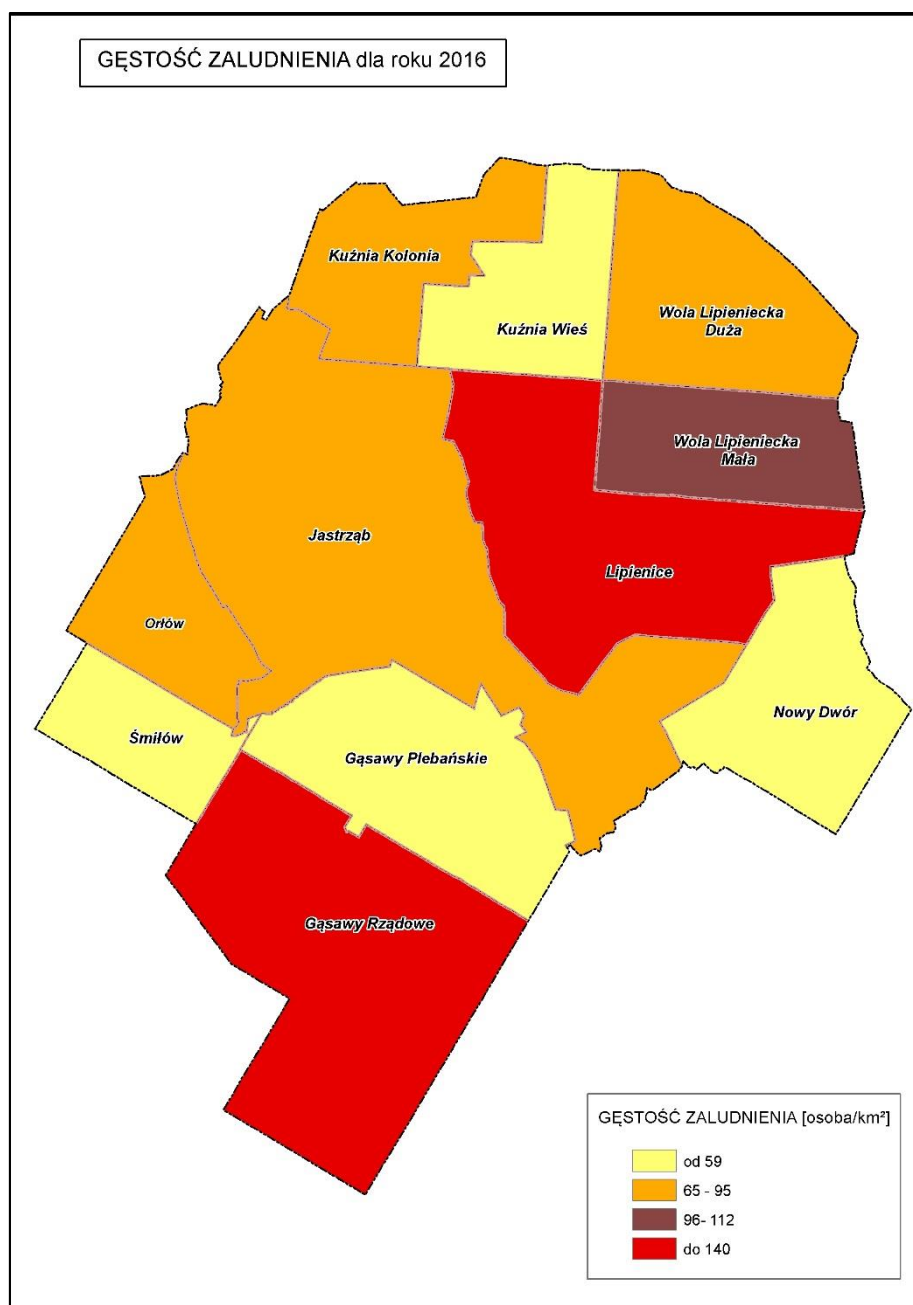 GĘSTOŚĆ ZALUDNIENIA dla roku 2016
Kuźnia Kolonia
Kuźnia Wieś
Wola Lipieniecka
Duża
Wola Lipieniecka
Mała
Jastrząb
Lipienice
Orłów
Nowy Dwór
Śmiłów
Gąsawy Plebańskie
Gąsawy Rządowe
GĘSTOŚĆ ZALUDNIENIA [osoba/km²]
od 59
65 - 95
96- 112
do 140